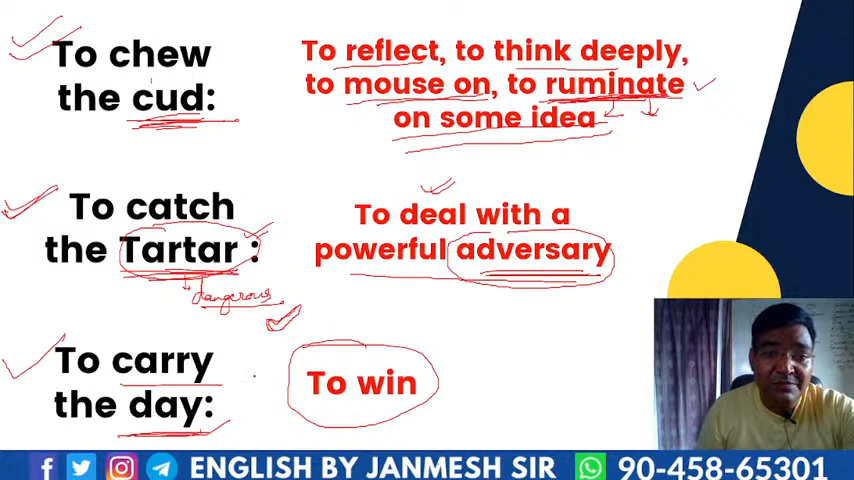 To chew
the cud:
To reflect, to think deeply,
to mouse on, to ruminate
on some idea
To catch
the Tartar :
dangerous
To deal with a
powerful adversary
To carry
the day:
To win
ENGLISH BY JANMESH SIR 90-458-65301